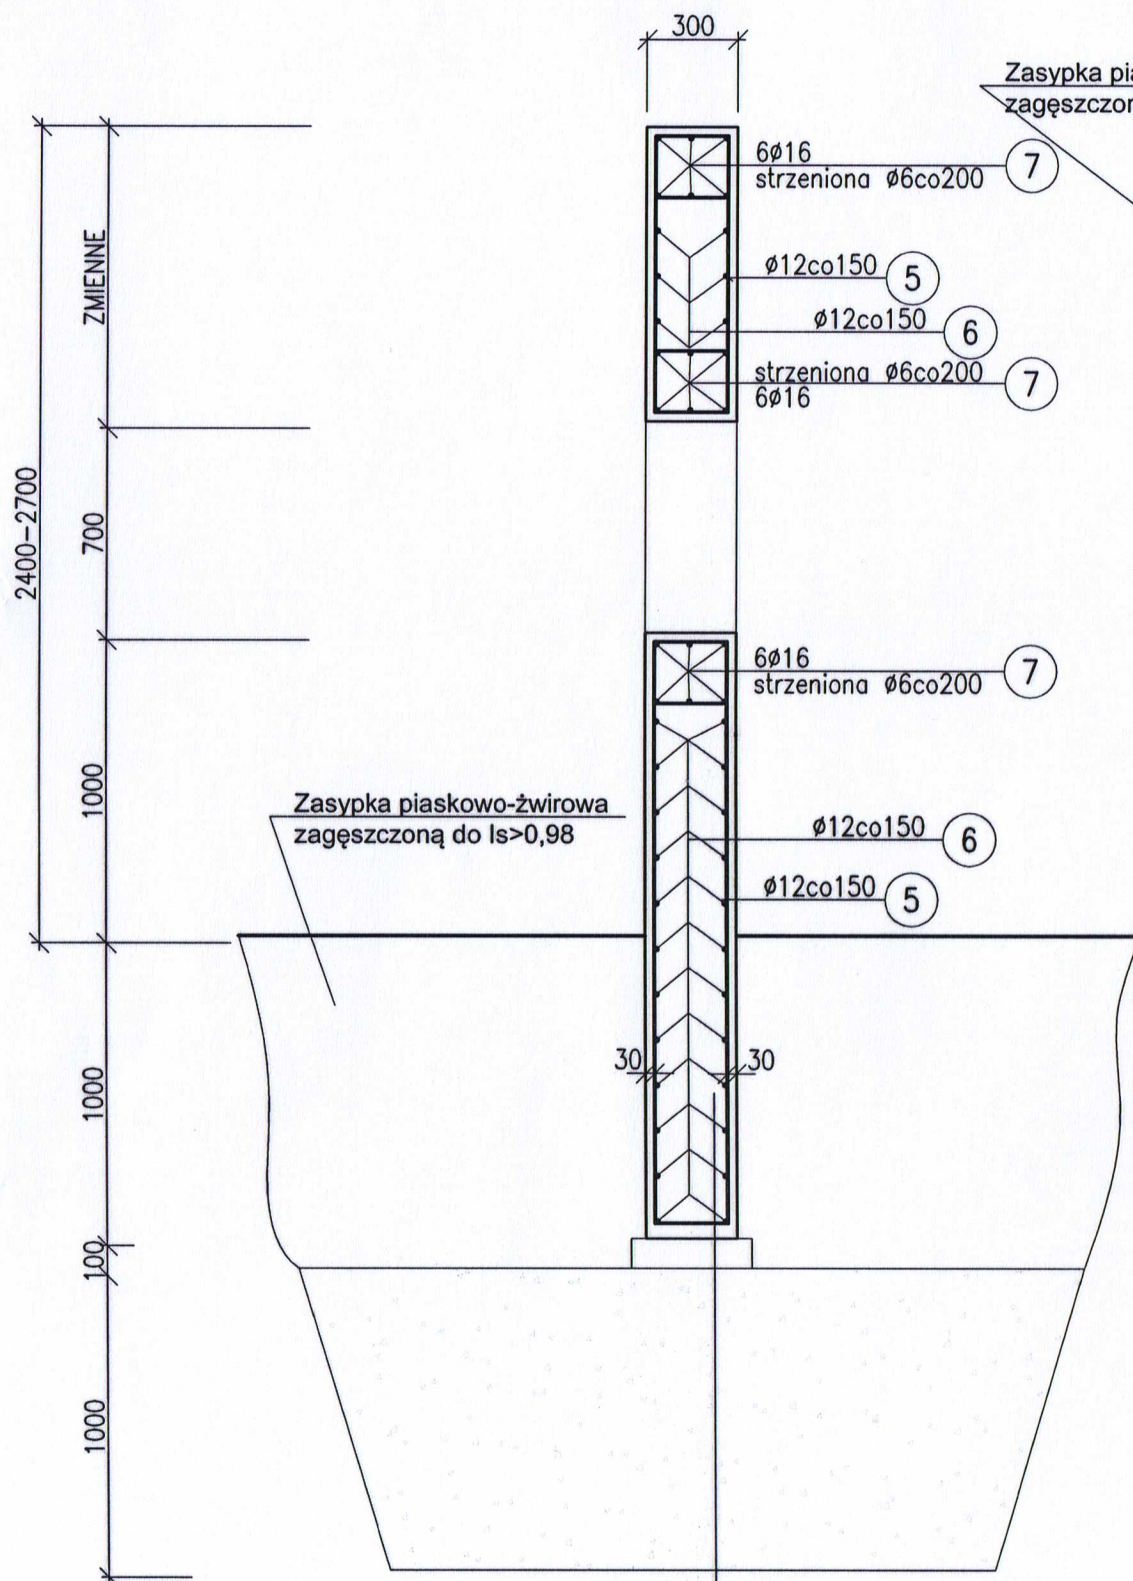 300
Zasypka pia
zagęszczon
6ø16
strzeniona ø6co200
7
ZMIENNE
ø12co150
5
ø12co150
6
strzeniona ø6co200
6ø16
7
2400-2700
700
6ø16
strzeniona ø6co200
7
1000
Zasypka piaskowo-żwirowa
zagęszczoną do Is>0,98
ø12co150
6
ø12co150
5
30
30
1000
100
1000